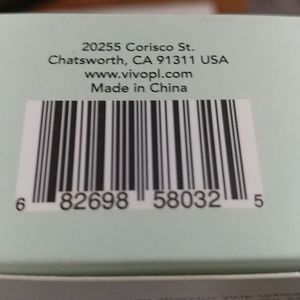 20255 Corisco St.
Chatsworth, CA 91311 USA
www.vivopl.com
Made in China
6 82698 58032 5